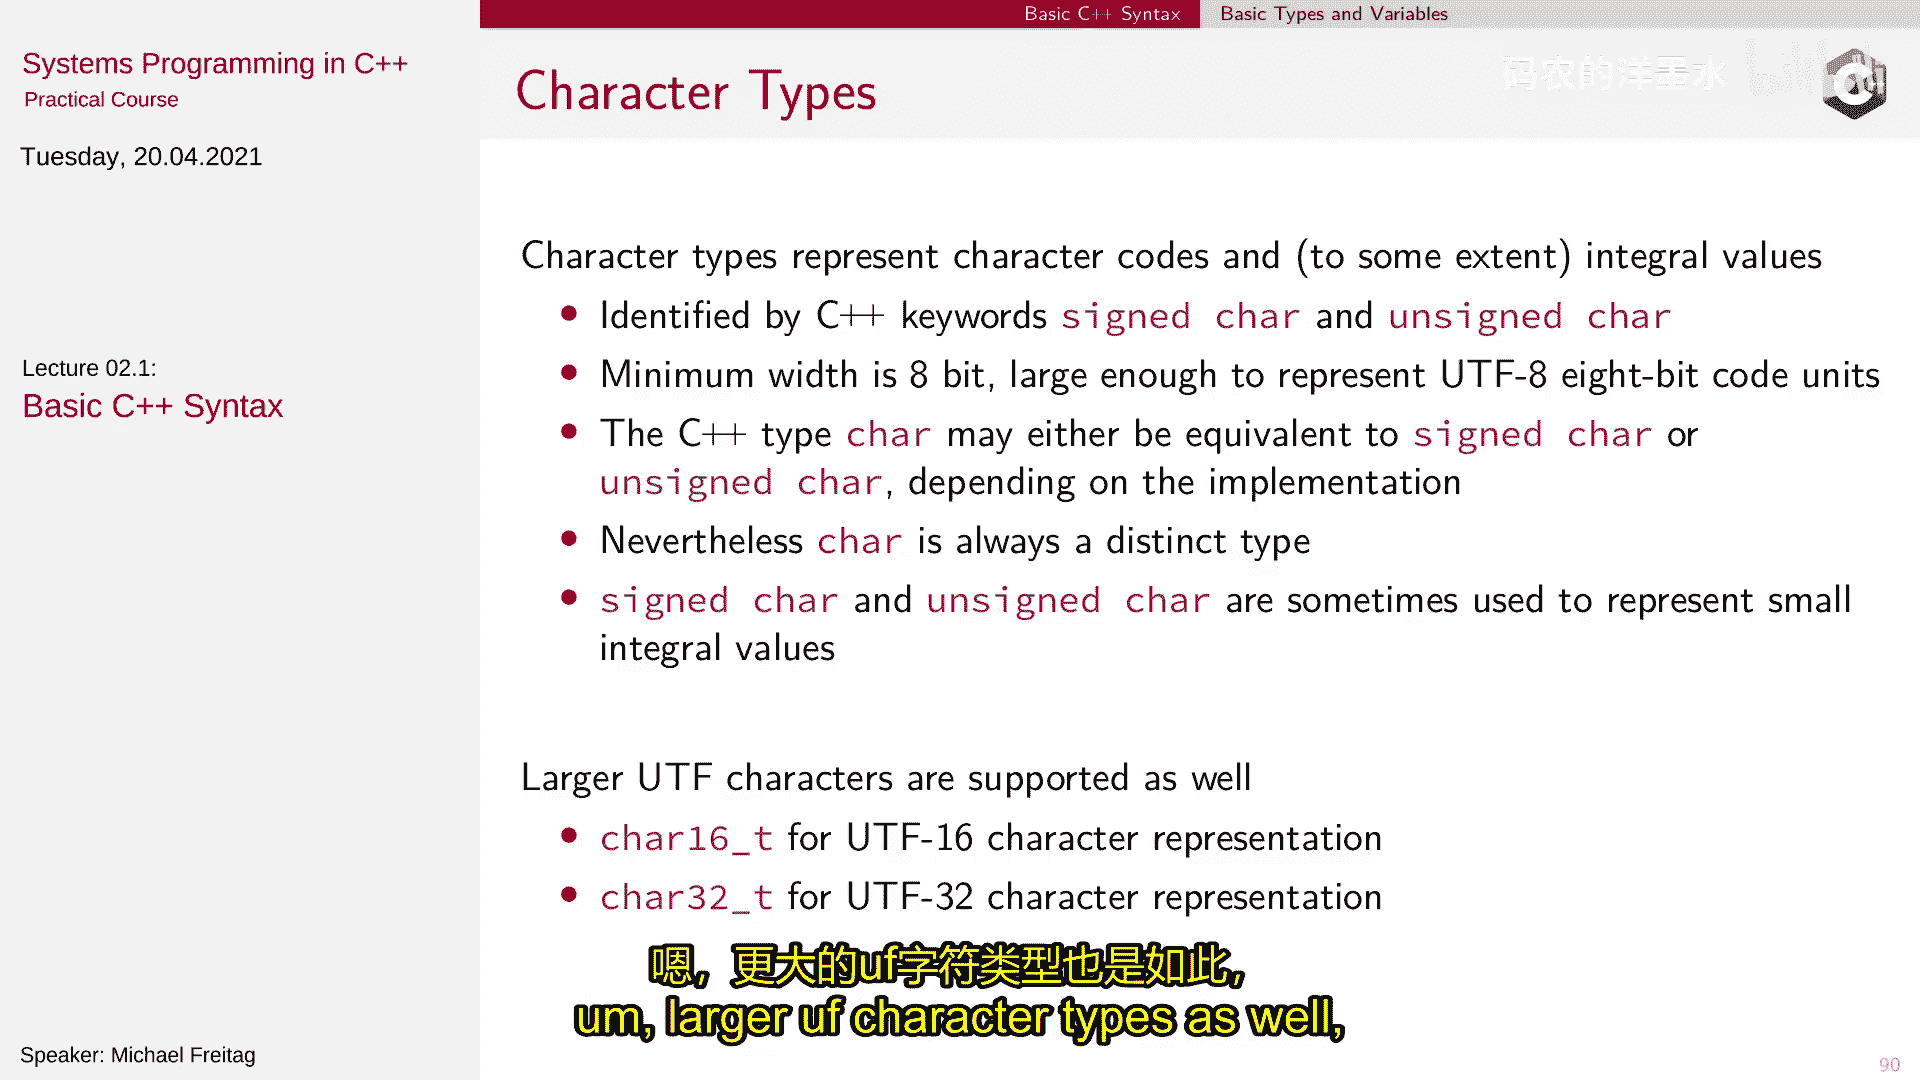 Basic C++ Syntax
Basic Types and Variables
Systems Programming in C++
Practical Course
Tuesday, 20.04.2021
Character Types
码农的洋墨水
Character types represent character codes and (to some extent) integral values
• Identified by C++ keywords signed char and unsigned char
• Minimum width is 8 bit, large enough to represent UTF-8 eight-bit code units
• The C++ type char may either be equivalent to signed char or
unsigned char, depending on the implementation
• Nevertheless char is always a distinct type
• signed char and unsigned char are sometimes used to represent small
integral values
Larger UTF characters are supported as well
• char16_t for UTF-16 character representation
• char32_t for UTF-32 character representation
Lecture 02.1:
Basic C++ Syntax
嗯，更大的uf字符类型也是如此，
um, larger uf character types as well,
Speaker: Michael Freitag
90